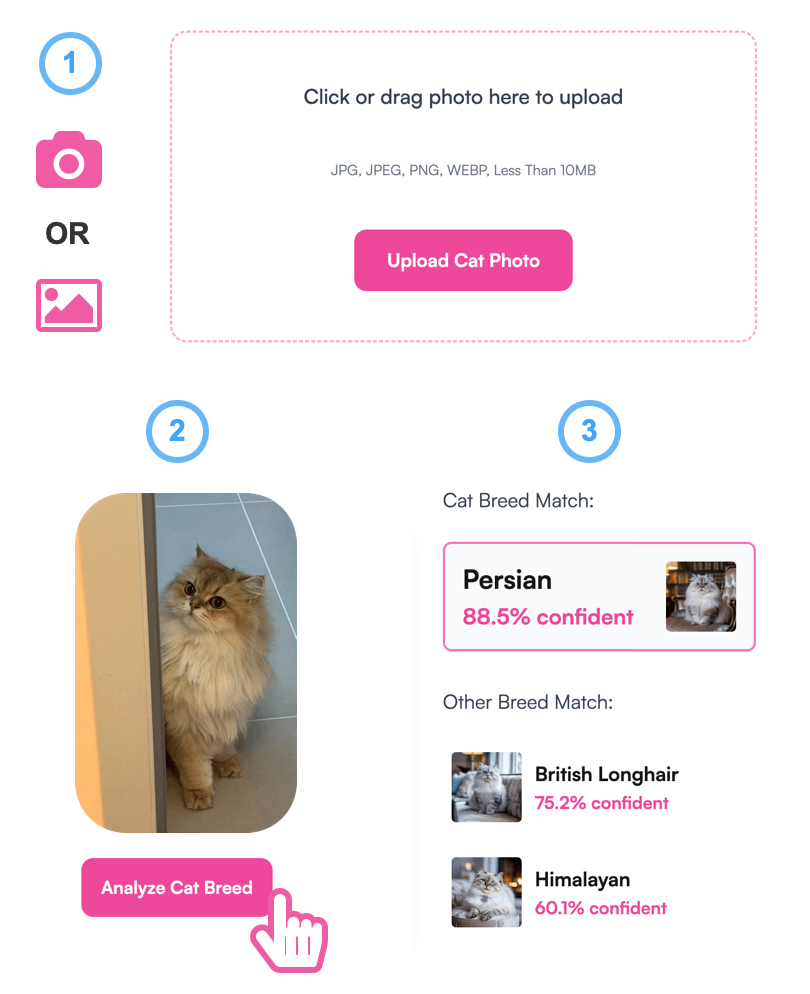 1
Click or drag photo here to upload
JPG, JPEG, PNG, WEBP, Less Than 10MB
OR
Upload Cat Photo
2
3
Cat Breed Match:
Persian
88.5% confident
Other Breed Match:
British Longhair
75.2% confident
Analyze Cat Breed
Himalayan
60.1% confident